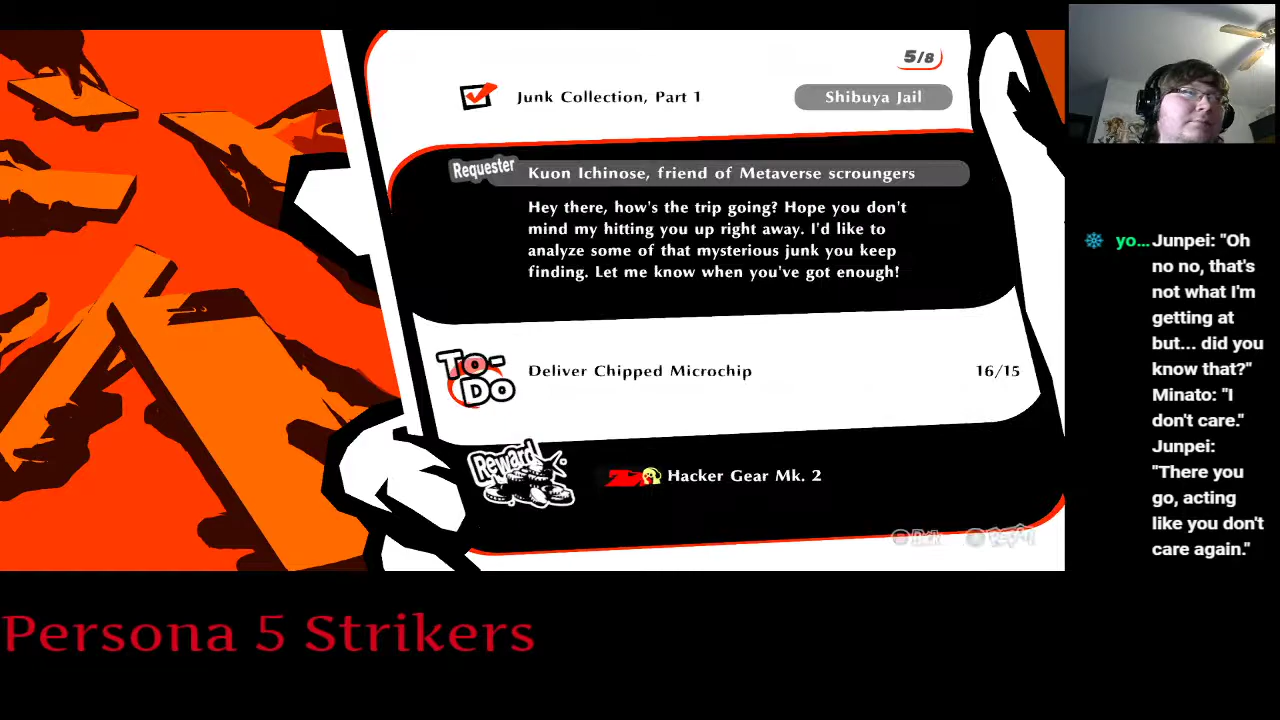 5/8
Junk Collection, Part 1
Shibuya Jail
Requester
Kuon Ichinose, friend of Metaverse scroungers
Hey there, how's the trip going? Hope you don't
mind my hitting you up right away. I'd like to
analyze some of that mysterious junk you keep
finding. Let me know when you've got enough!
To-
Do
Deliver Chipped Microchip
16/15
Reward
Hacker Gear Mk. 2
Back
Begin
Persona 5 Strikers
yo... Junpei: "Oh
no no, that's
not what I'm
getting at
but... did you
know that?"
Minato: "I
don't care."
Junpei:
"There you
go, acting
like you don't
care again."